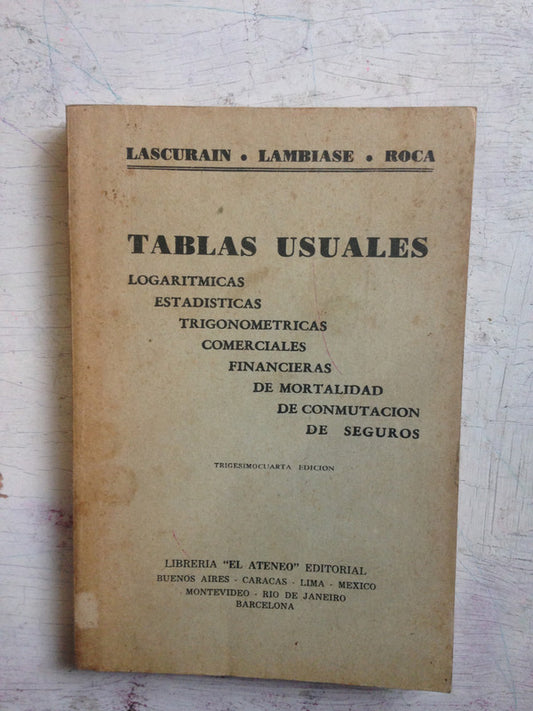 LASCURAIN • LAMBIASE • ROCA
TABLAS USUALES
LOGARITMICAS
ESTADISTICAS
TRIGONOMETRICAS
COMERCIALES
FINANCIERAS
DE MORTALIDAD
DE CONMUTACION
DE SEGUROS
TRIGESIMOCUARTA EDICION
LIBRERIA "EL ATENEO" EDITORIAL
BUENOS AIRES - CARACAS - LIMA - MEXICO
MONTEVIDEO - RIO DE JANEIRO
BARCELONA